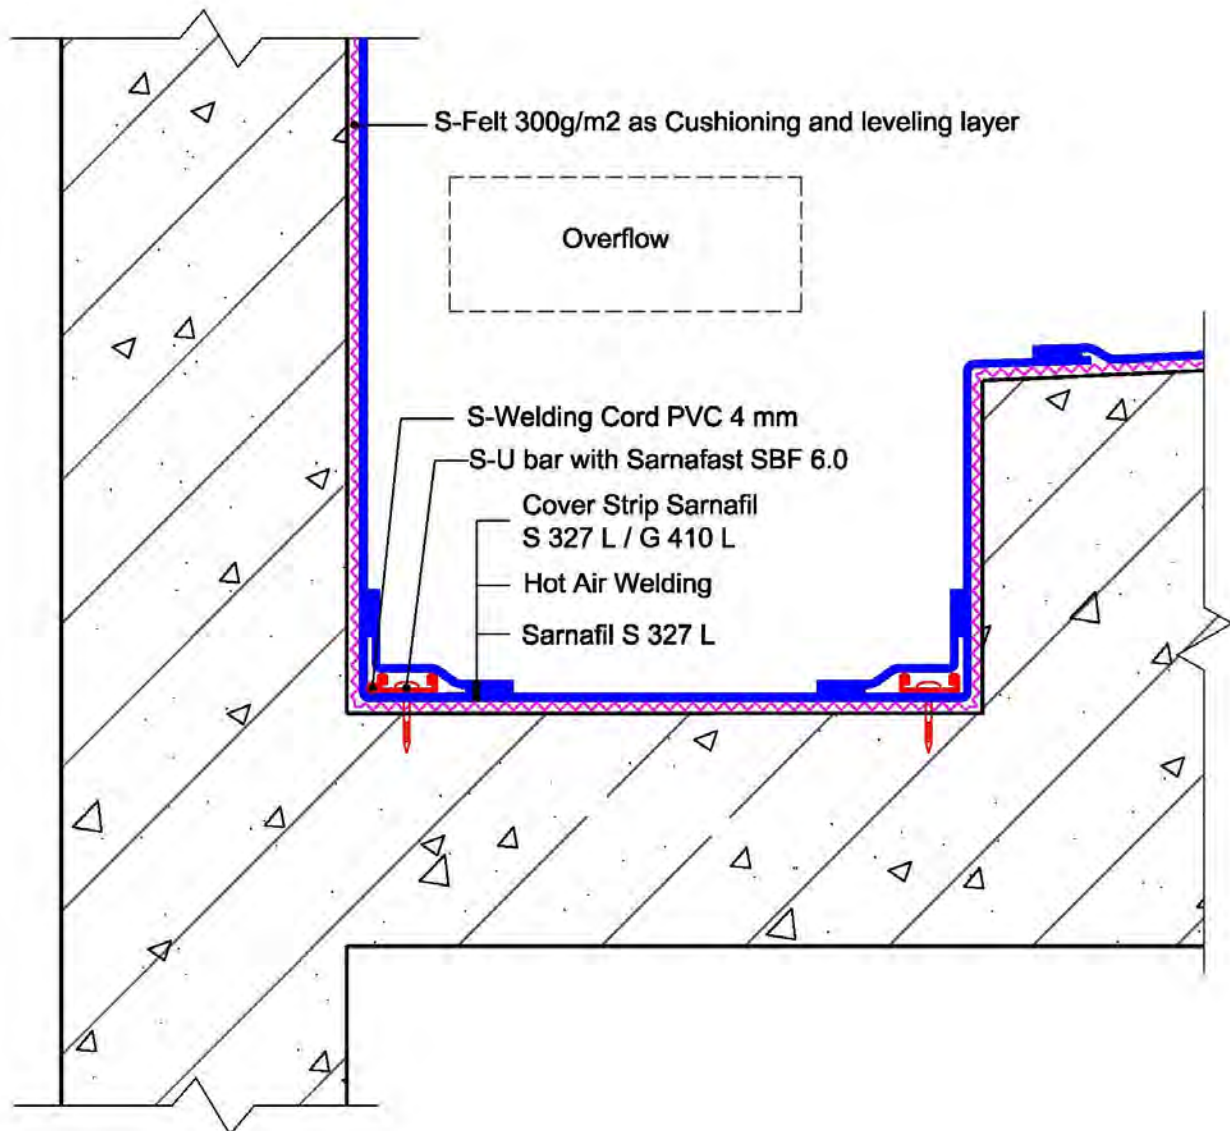 S-Felt 300g/m2 as Cushioning and leveling layer
Overflow
S-Welding Cord PVC 4 mm
S-U bar with Sarnafast SBF 6.0
Cover Strip Sarnafil
S 327 L / G 410 L
Hot Air Welding
Sarnafil S 327 L